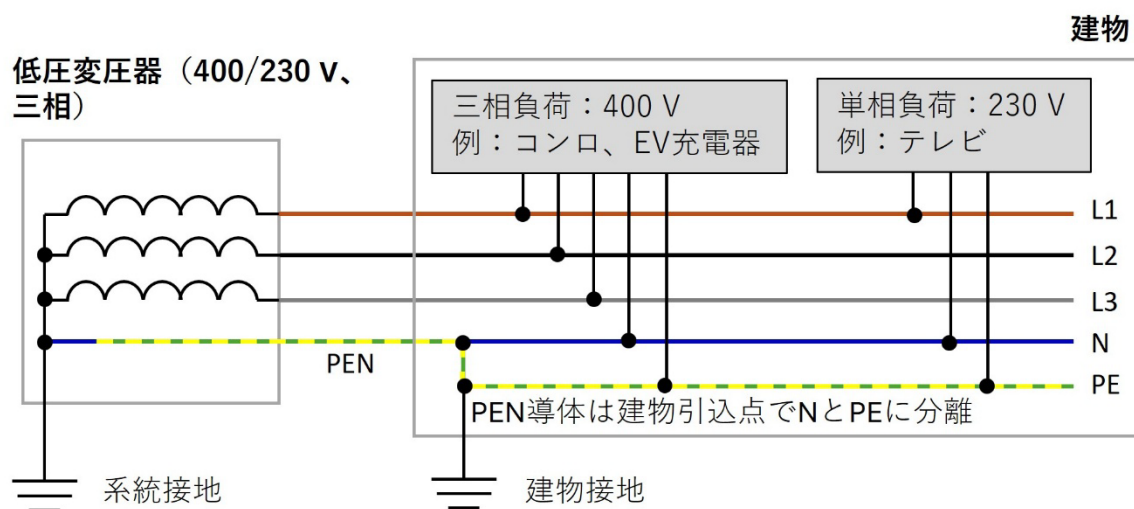 建物
低圧変圧器（400/230 V、
三相）
三相負荷：400 V
例：コンロ、EV充電器
単相負荷：230 V
例：テレビ
L1
L2
L3
N
PEN
PE
PEN導体は建物引込点でNとPEに分離
系統接地
建物接地